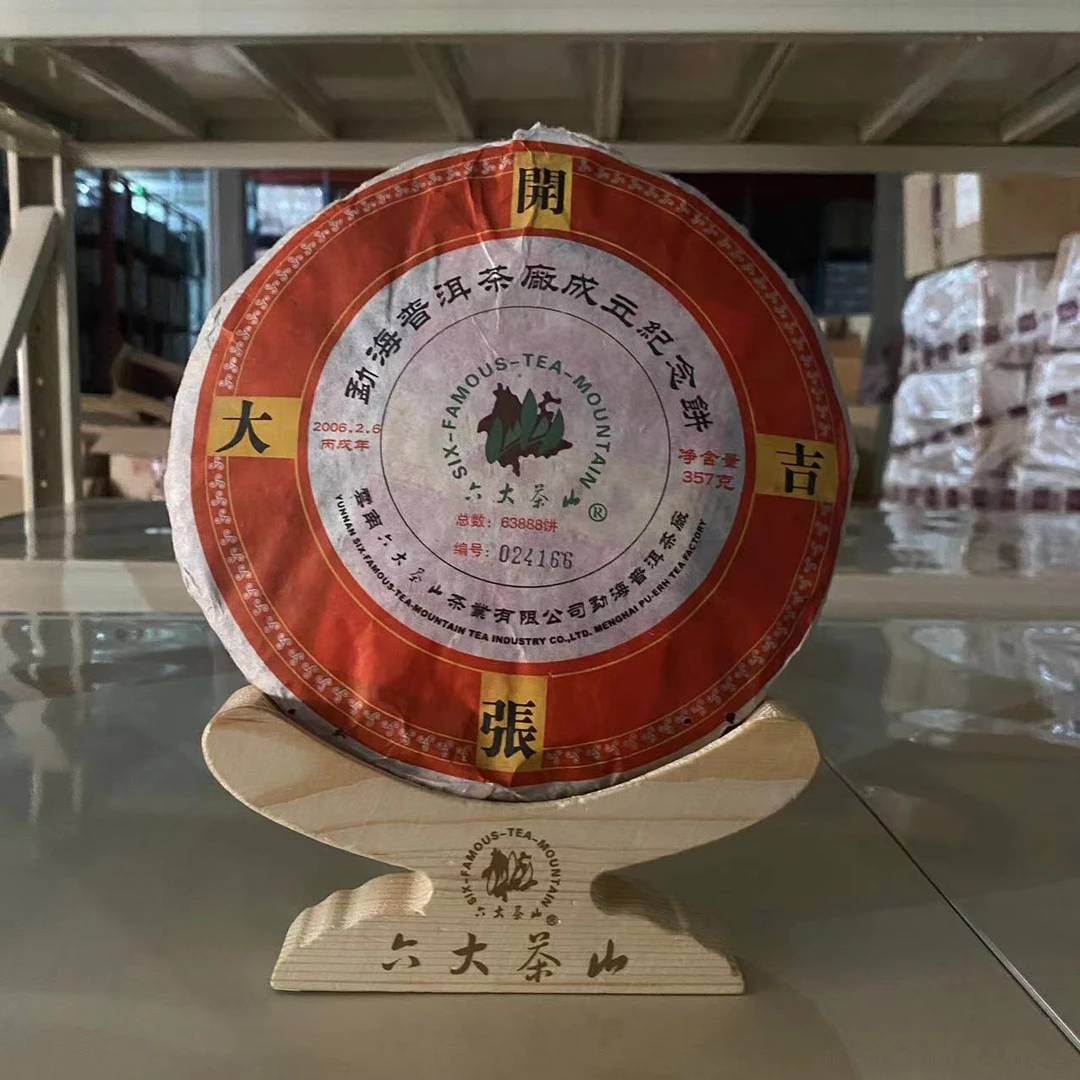 開
大
吉
張
勐海普洱茶廠成立紀念餅
SIX-FAMOUS-TEA-MOUNTAIN
六大茶山®
2006.2.6
丙戌年
净含量
357克
总数：63888饼
编号：024166
雲南六大茶山茶業有限公司勐海普洱茶廠
YUNNAN SIX-FAMOUS-TEA-MOUNTAIN TEA INDUSTRY CO.,LTD. MENGHAI PU-ERH TEA FACTORY
SIX-FAMOUS-TEA-MOUNTAIN
六大茶山®
六大茶山